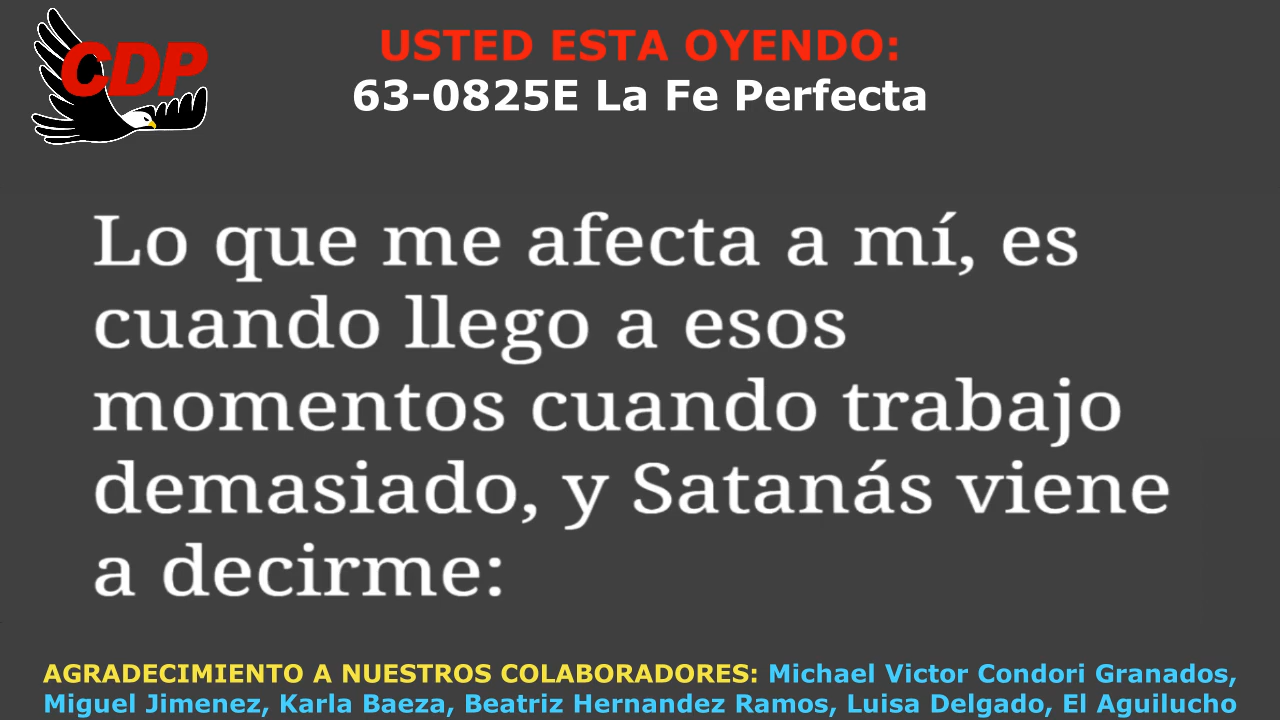 CDP
USTED ESTA OYENDO:
63-0825E La Fe Perfecta
Lo que me afecta a mí, es
cuando llego a esos
momentos cuando trabajo
demasiado, y Satanás viene
a decirme:
AGRADECIMIENTO A NUESTROS COLABORADORES: Michael Victor Condori Granados,
Miguel Jimenez, Karla Baeza, Beatriz Hernandez Ramos, Luisa Delgado, El Aguilucho